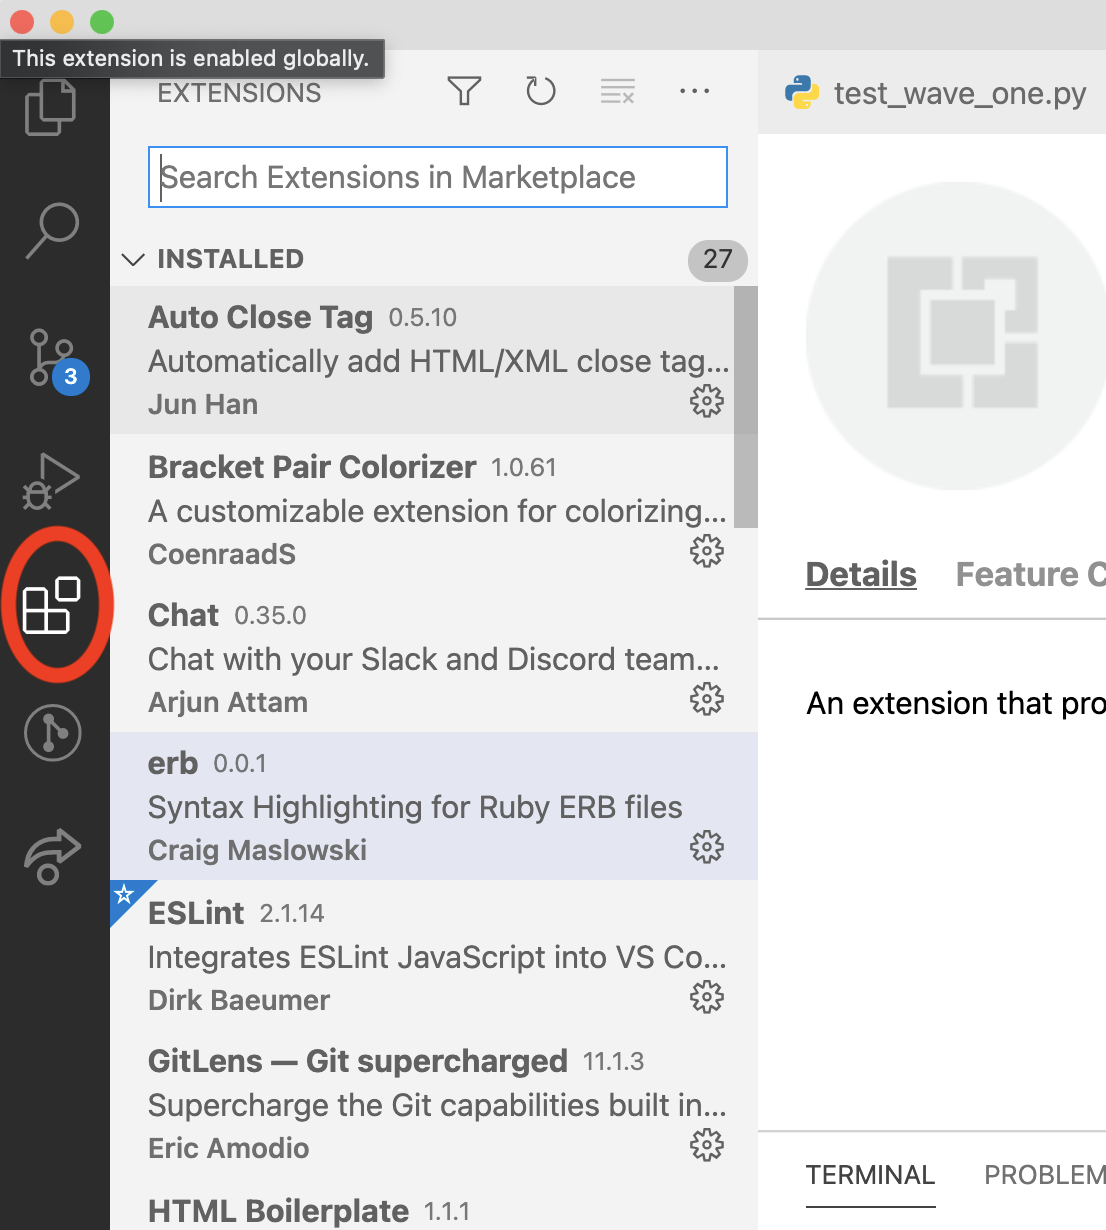 This extension is enabled globally.
EXTENSIONS
test_wave_one.py
Search Extensions in Marketplace
INSTALLED 27
Auto Close Tag 0.5.10
Automatically add HTML/XML close tag...
Jun Han
3
Bracket Pair Colorizer 1.0.61
A customizable extension for colorizing...
CoenraadS
Details Feature C
Chat 0.35.0
Chat with your Slack and Discord team...
Arjun Attam
An extension that pro
erb 0.0.1
Syntax Highlighting for Ruby ERB files
Craig Maslowski
ESLint 2.1.14
Integrates ESLint JavaScript into VS Co...
Dirk Baeumer
GitLens — Git supercharged 11.1.3
Supercharge the Git capabilities built in...
Eric Amodio
TERMINAL PROBLEM
HTML Boilerplate 1.1.1